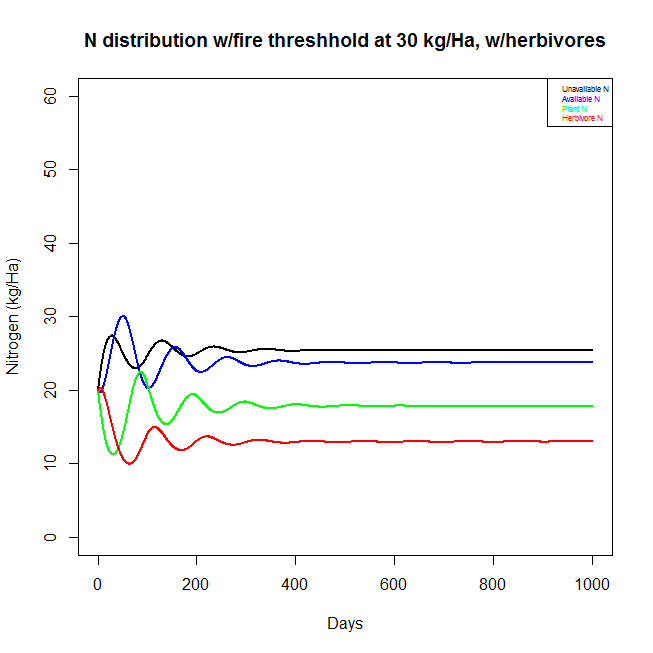 N distribution w/fire threshhold at 30 kg/Ha, w/herbivores
Unavailable N
Available N
Plant N
Herbivore N
60
50
40
30
20
10
0
Nitrogen (kg/Ha)
0 200 400 600 800 1000
Days